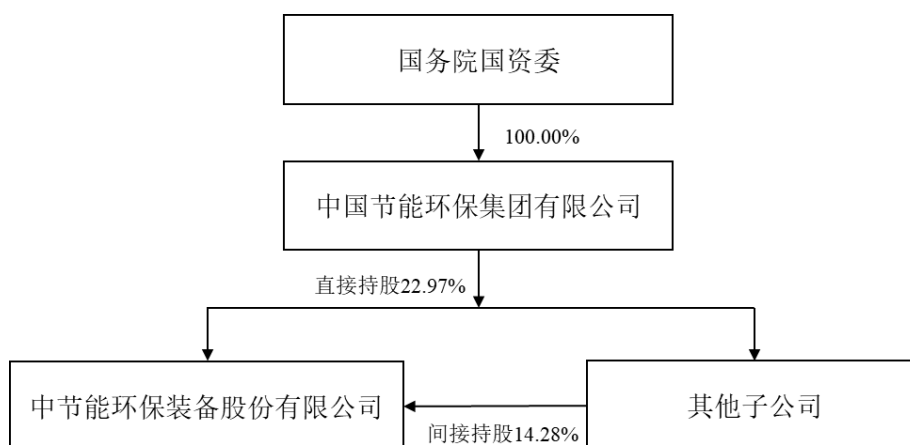 国务院国资委
100.00%
中国节能环保集团有限公司
直接持股22.97%
中节能环保装备股份有限公司
其他子公司
间接持股14.28%